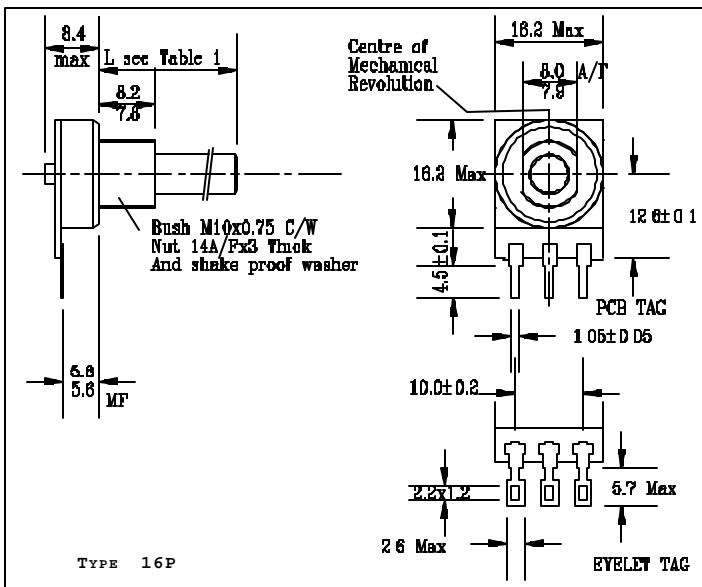 8.4
max
L see Table 1
8.2
7.8
Bush M10x0.75 C/W
Nut 14A/Fx3 Thick
And shake proof washer
5.6
MF
Centre of
Mechanical
Revolution
16.2 Max
8.0
7.9
A/F
16.2 Max
12.6±0.1
4.5±0.1
PCB TAG
1.05±0.05
10.0±0.2
2.2x1.2
5.7 Max
2.6 Max
EYELET TAG
TYPE 16P